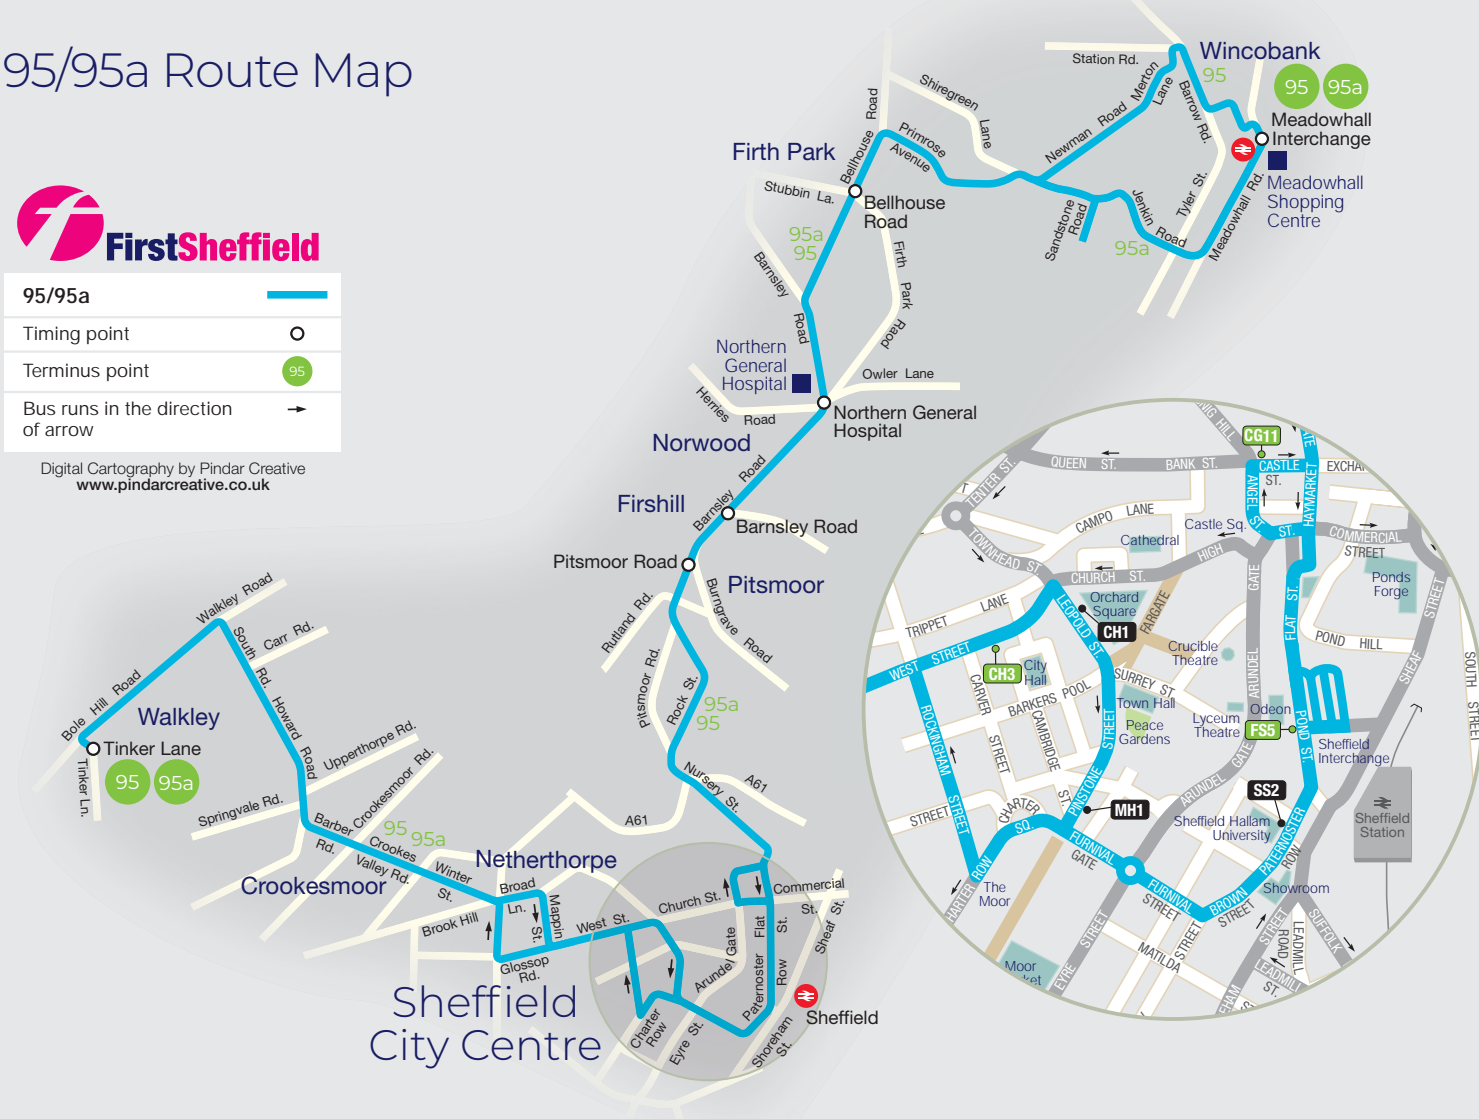 95/95a Route Map
FirstSheffield
95/95a
Timing point
Terminus point
95
Bus runs in the direction
of arrow
Digital Cartography by Pindar Creative
www.pindarcreative.co.uk
Station Rd.
Wincobank
95
95
95a
Meadowhall
Interchange
Meadowhall
Shopping
Centre
Merton
Lane
Barrow Rd.
Newman Road
Tyler St.
Meadowhall Rd.
Jenkin
Road
Sandstone
Road
95a
Shiregreen
Lane
Primrose
Avenue
Bellhouse
Road
Firth Park
Stubbin La.
Bellhouse
Road
95a
95
Barnsley
Road
Firth
Park
Raod
Northern
General
Hospital
Owler Lane
Herries
Road
Northern General
Hospital
Norwood
Barnsley Road
Firshill
Barnsley Road
Pitsmoor Road
Pitsmoor
Rutland Rd.
Burngrave
Road
Pitsmoor Rd.
Rock St.
95a
95
Nursery St.
A61
A61
Walkley Road
South
Rd.
Carr Rd.
Bole Hill Road
Walkley
Howard
Road
Tinker Lane
Tinker Ln.
95
95a
Upperthorpe Rd.
Springvale Rd.
Crookesmoor Rd.
Barber
Rd.
95
95a
Crookes
Valley Rd.
Winter
St.
Crookesmoor
Netherthorpe
Broad
Ln.
Mappin
St.
Brook Hill
Glossop
Rd.
West St.
Church St.
Commercial
St.
Flat
St.
Sheaf St.
Arundel Gate
Paternoster
Row
Charter
Row
Eyre St.
Shoreham
St.
Sheffield
Sheffield
City Centre
CG11
QUEEN ST.
BANK ST.
CASTLE
ST.
EXCHA
TENTER ST.
ANGEL
ST.
HAYMARKET
CAMPO LANE
Castle Sq.
ST.
COMMERCIAL
STREET
Cathedral
HIGH
TOWNHEAD ST.
CHURCH ST.
GATE
Ponds
Forge
STREET
LEOPOLD ST.
Orchard
Square
CH1
FARGATE
FLAT ST.
POND HILL
TRIPPET LANE
WEST STREET
CH3
City
Hall
Crucible
Theatre
ARUNDEL
SHEAF
SOUTH
STREET
CARVER
STREET
BARKERS POOL
SURREY ST.
Town Hall
Peace
Gardens
CAMBRIDGE
ST.
Lyceum
Theatre
Odeon
FS5
POND ST.
Sheffield
Interchange
ROCKINGHAM
STREET
PINSTONE
STREET
ARUNDEL GATE
SS2
MH1
STREET
CHARTER
SQ.
ROW
Sheffield Hallam
University
PATERNOSTER
ROW
Sheffield
Station
FURNIVAL
GATE
The
Moor
HARTER
FURNIVAL
STREET
BROWN
STREET
Showroom
SUFFOLK
EYRE
STREET
MATILDA
STREET
STREET
LEADMILL
ROAD
LEADMILL
ST.
Moor
ket
EHAM